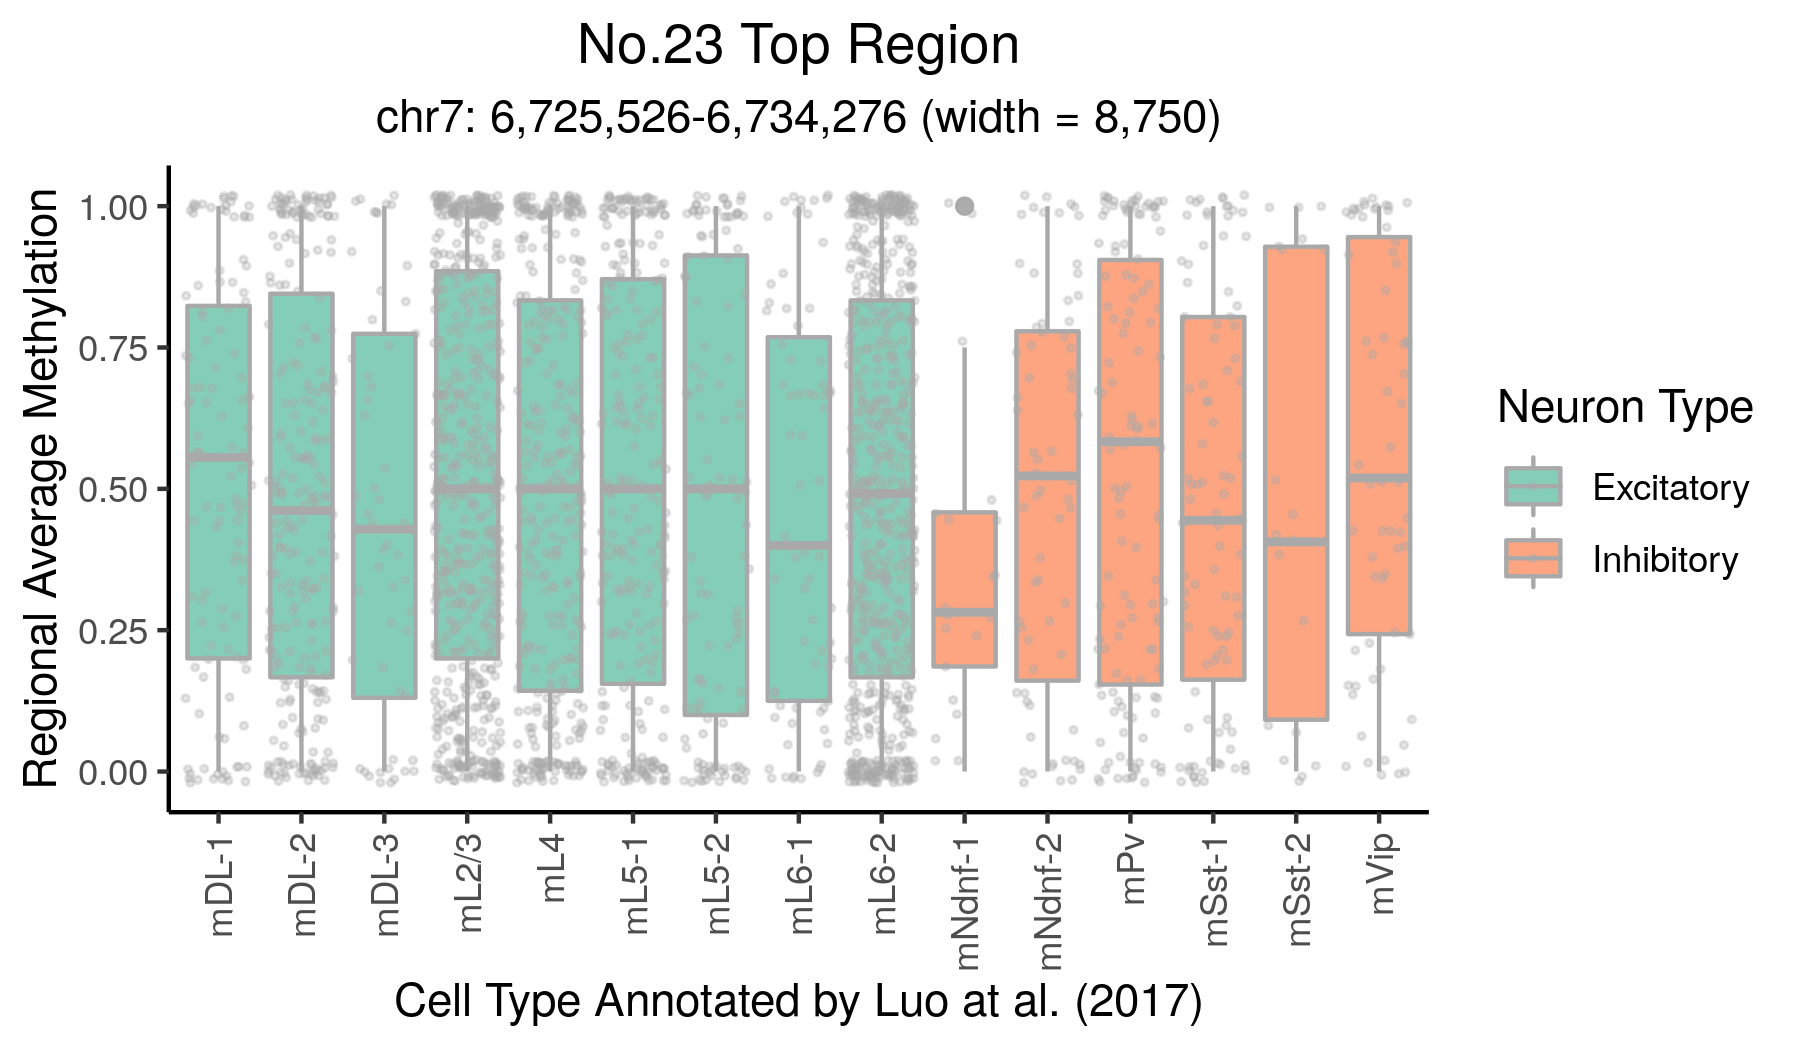 No.23 Top Region
chr7: 6,725,526-6,734,276 (width = 8,750)
Regional Average Methylation
1.00
0.75
0.50
0.25
0.00
mDL-1
mDL-2
mDL-3
mL2/3
mL4
mL5-1
mL5-2
mL6-1
mL6-2
mNdnf-1
mNdnf-2
mPv
mSst-1
mSst-2
mVip
Cell Type Annotated by Luo at al. (2017)
Neuron Type
Excitatory
Inhibitory